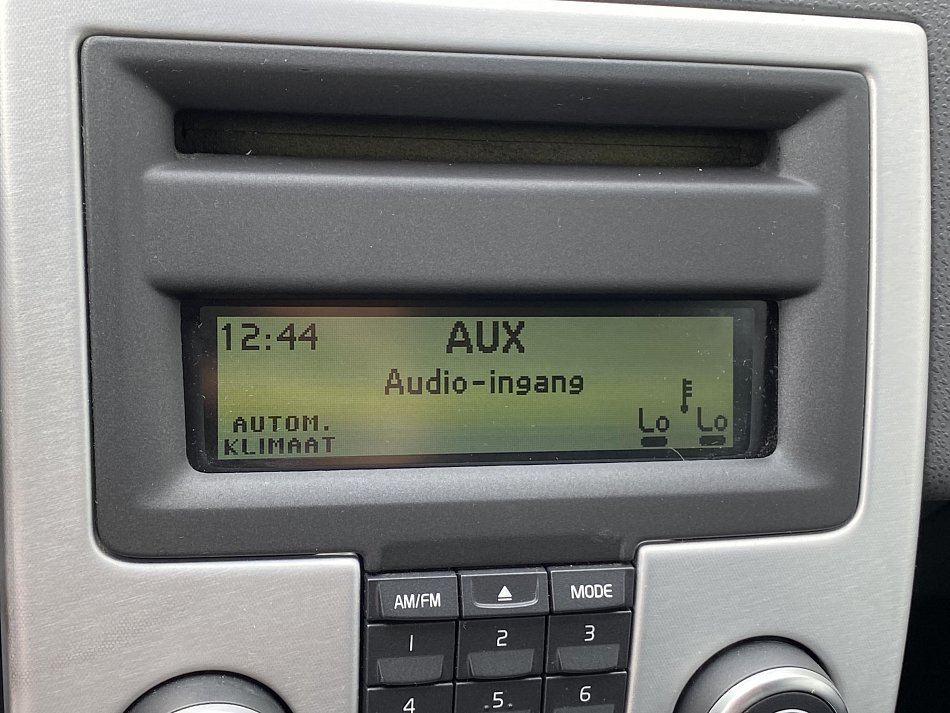 12:44 AUX
Audio-ingang
AUTOM.
KLIMAAT
Lo Lo
AM/FM MODE
1 2 3
4 5 6